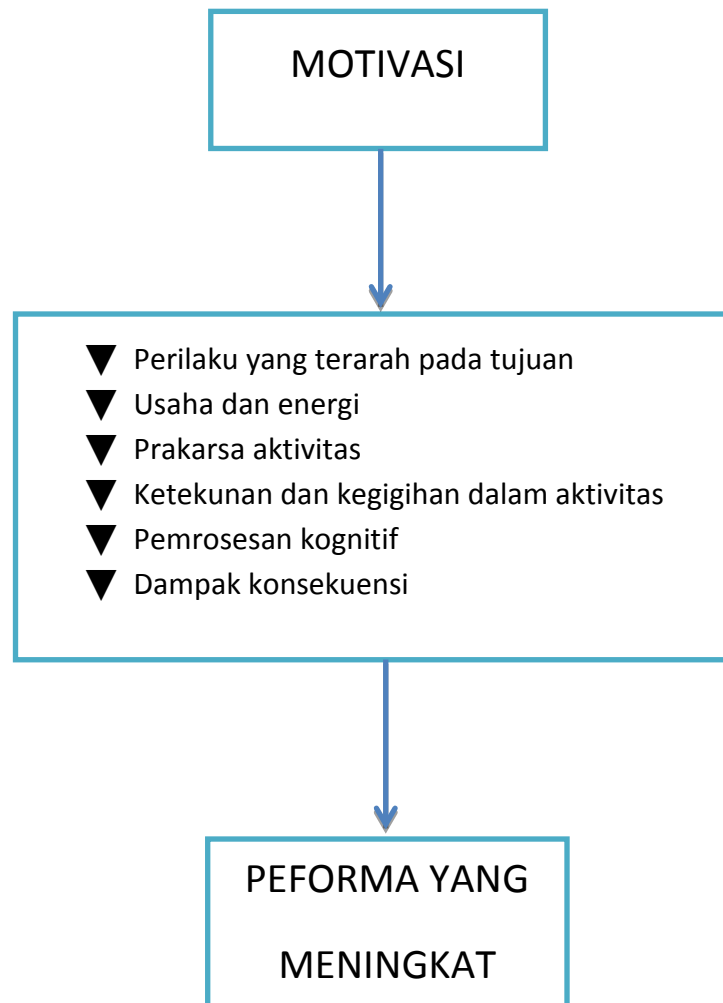 MOTIVASI
Perilaku yang terarah pada tujuan
Usaha dan energi
Prakarsa aktivitas
Ketekunan dan kegigihan dalam aktivitas
Pemrosesan kognitif
Dampak konsekuensi
PEFORMA YANG
MENINGKAT